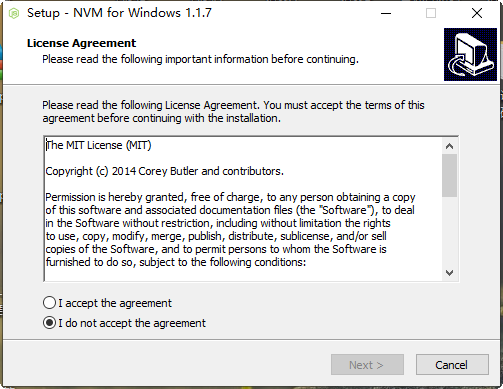 Setup - NVM for Windows 1.1.7
License Agreement
Please read the following important information before continuing.
Please read the following License Agreement. You must accept the terms of this
agreement before continuing with the installation.
The MIT License (MIT)
Copyright (c) 2014 Corey Butler and contributors.
Permission is hereby granted, free of charge, to any person obtaining a copy
of this software and associated documentation files (the "Software"), to deal
in the Software without restriction, including without limitation the rights
to use, copy, modify, merge, publish, distribute, sublicense, and/or sell
copies of the Software, and to permit persons to whom the Software is
furnished to do so, subject to the following conditions:
I accept the agreement
I do not accept the agreement
Next >
Cancel